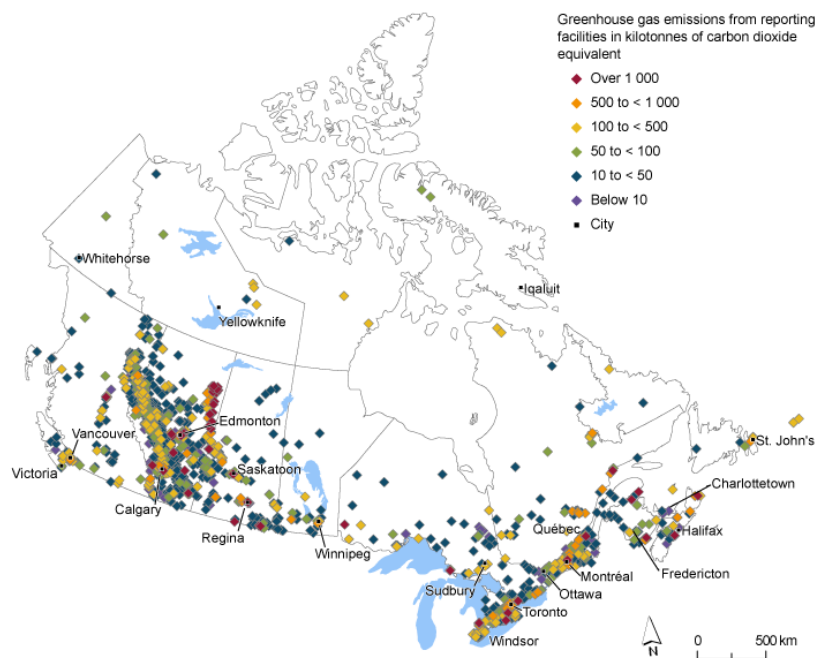 Greenhouse gas emissions from reporting
facilities in kilotonnes of carbon dioxide
equivalent
Over 1 000
500 to < 1 000
100 to < 500
50 to < 100
10 to < 50
Below 10
City
Whitehorse
Iqaluit
Yellowknife
Edmonton
Vancouver
St. John's
Victoria
Saskatoon
Charlottetown
Calgary
Regina
Québec
Halifax
Winnipeg
Fredericton
Montréal
Sudbury
Ottawa
Toronto
Windsor
N
0 500 km